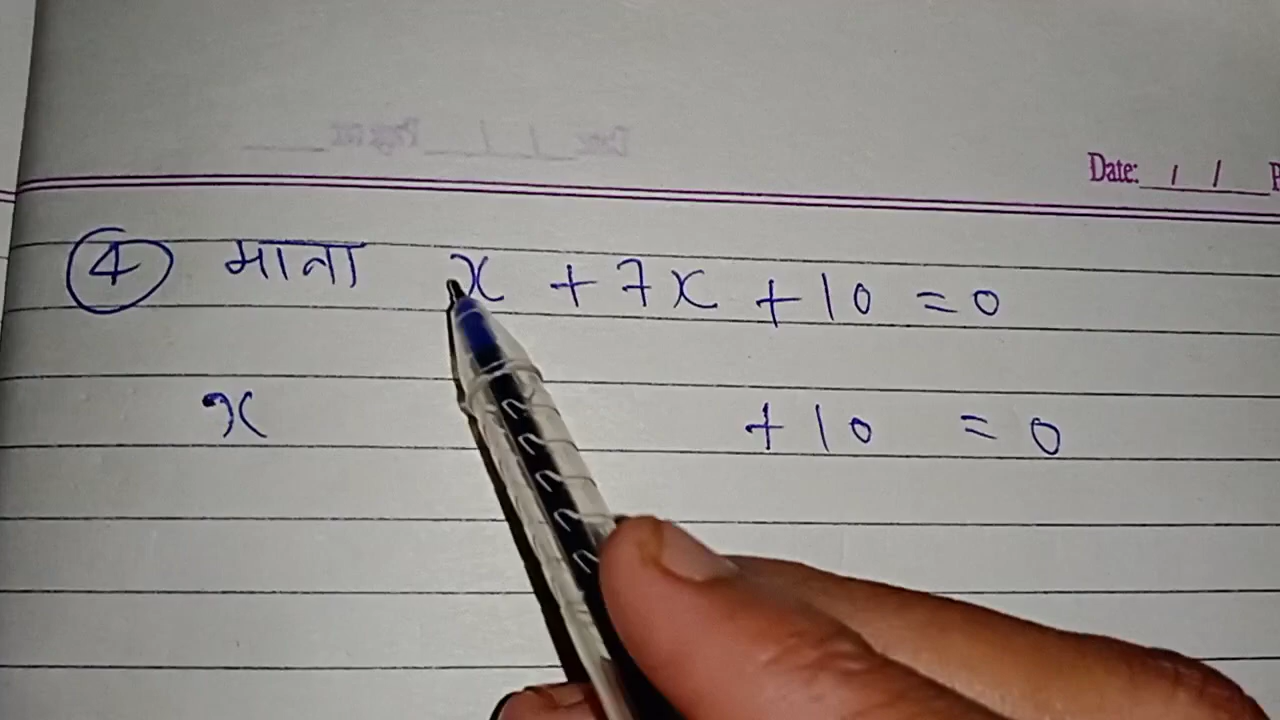 Date: / / P
④ माना x + 7x + 10 = 0
x + 10 = 0